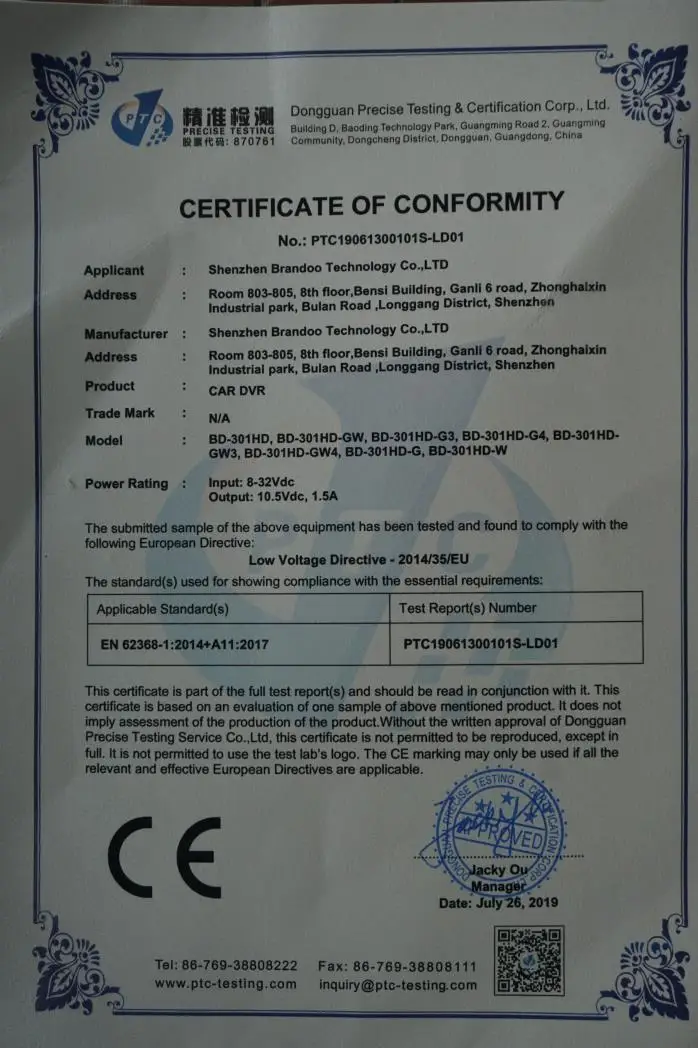 PTC
精准检测
PRECISE TESTING
股票代码: 870761
Dongguan Precise Testing & Certification Corp., Ltd.
Building D, Baoding Technology Park, Guangming Road 2, Guangming
Community, Dongcheng District, Dongguan, Guangdong, China
CERTIFICATE OF CONFORMITY
No.: PTC19061300101S-LD01
Applicant : Shenzhen Brandoo Technology Co.,LTD
Address : Room 803-805, 8th floor,Bensi Building, Ganli 6 road, Zhonghaixin
Industrial park, Bulan Road ,Longgang District, Shenzhen
Manufacturer : Shenzhen Brandoo Technology Co.,LTD
Address : Room 803-805, 8th floor,Bensi Building, Ganli 6 road, Zhonghaixin
Industrial park, Bulan Road ,Longgang District, Shenzhen
Product : CAR DVR
Trade Mark : N/A
Model : BD-301HD, BD-301HD-GW, BD-301HD-G3, BD-301HD-G4, BD-301HD-
GW3, BD-301HD-GW4, BD-301HD-G, BD-301HD-W
Power Rating : Input: 8-32Vdc
Output: 10.5Vdc, 1.5A
The submitted sample of the above equipment has been tested and found to comply with the
following European Directive:
Low Voltage Directive - 2014/35/EU
The standard(s) used for showing compliance with the essential requirements:
Applicable Standard(s) Test Report(s) Number
EN 62368-1:2014+A11:2017 PTC19061300101S-LD01
This certificate is part of the full test report(s) and should be read in conjunction with it. This
certificate is based on an evaluation of one sample of above mentioned product. It does not
imply assessment of the production of the product.Without the written approval of Dongguan
Precise Testing Service Co.,Ltd, this certificate is not permitted to be reproduced, except in
full. It is not permitted to use the test lab's logo. The CE marking may only be used if all the
relevant and effective European Directives are applicable.
CE
DONGGUAN PRECISE TESTING & CERTIFICATION CORP., LTD.
APPROVED
Jacky Ou
Manager
Date: July 26, 2019
Tel: 86-769-38808222 Fax: 86-769-38808111
www.ptc-testing.com inquiry@ptc-testing.com